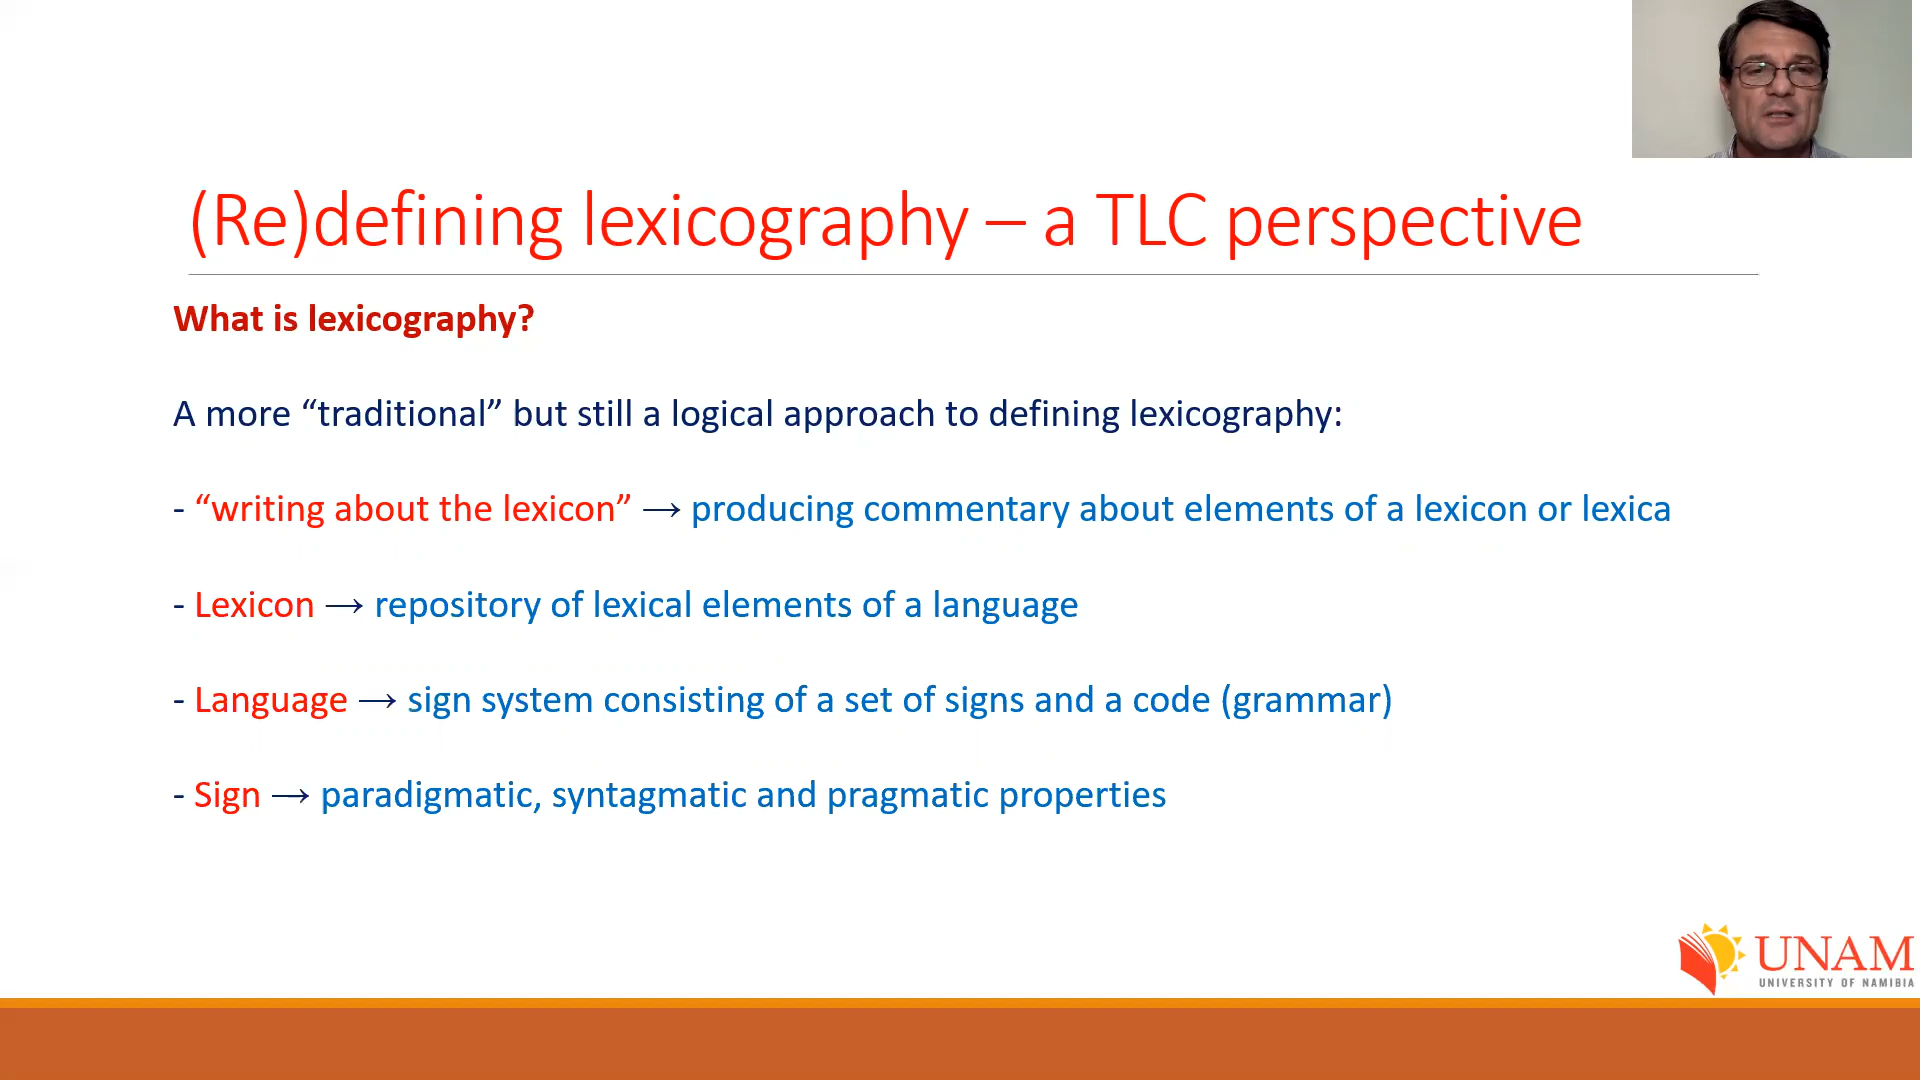 (Re)defining lexicography – a TLC perspective
What is lexicography?
A more “traditional” but still a logical approach to defining lexicography:
- “writing about the lexicon” → producing commentary about elements of a lexicon or lexica
- Lexicon → repository of lexical elements of a language
- Language → sign system consisting of a set of signs and a code (grammar)
- Sign → paradigmatic, syntagmatic and pragmatic properties
UNAM
UNIVERSITY OF NAMIBIA